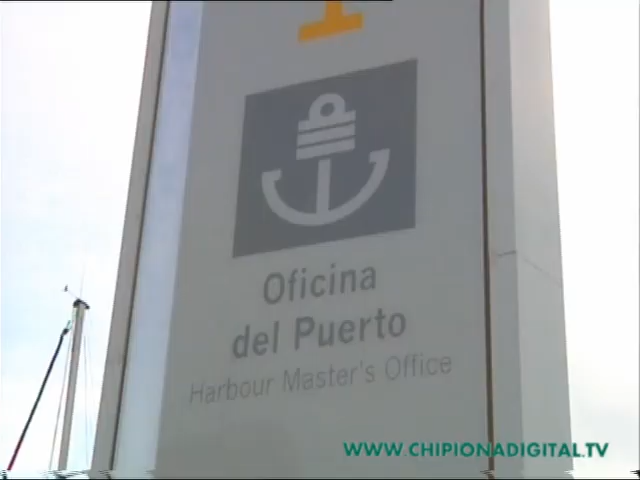 Oficina
del Puerto
Harbour Master's Office
WWW.CHIPIONADIGITAL.TV